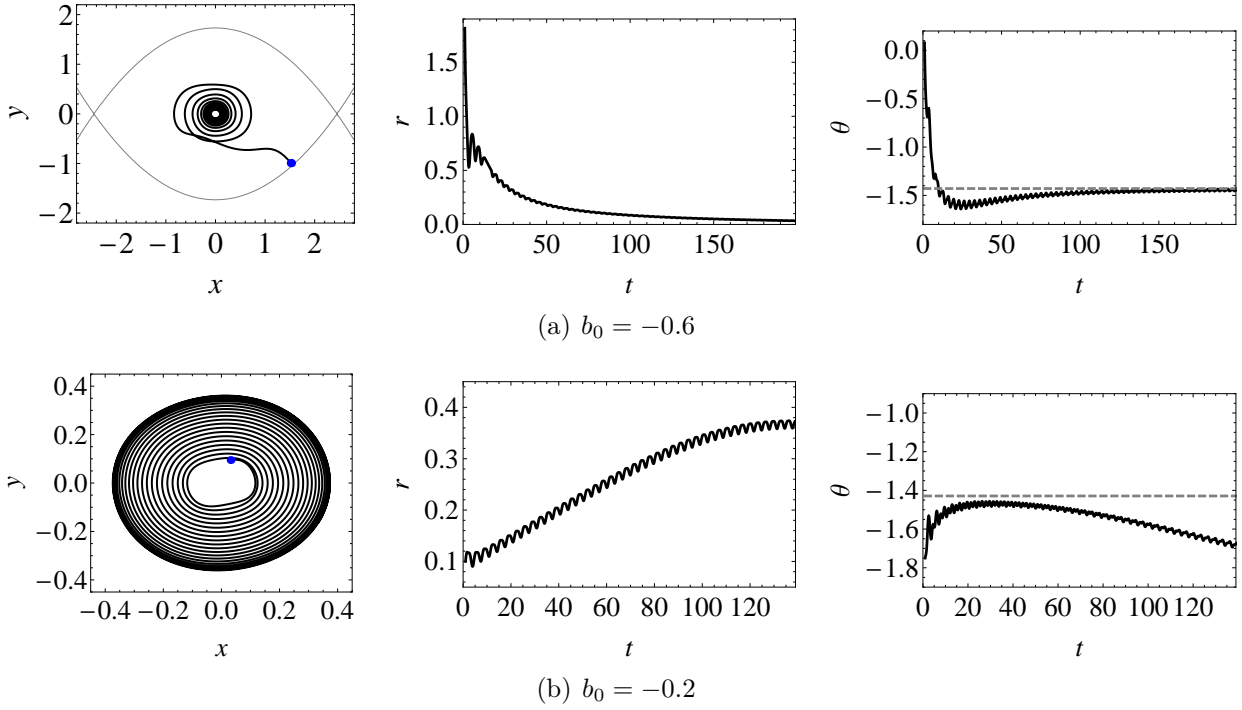 2
1
0
−1
−2
y
−2 −1 0 1 2
x
1.5
1.0
0.5
0.0
r
0 50 100 150
t
0.0
−0.5
−1.0
−1.5
θ
0 50 100 150
t
(a) b₀ = −0.6
0.4
0.2
0.0
−0.2
−0.4
y
−0.4 −0.2 0.0 0.2 0.4
x
0.4
0.3
0.2
0.1
r
0 20 40 60 80 100 120
t
−1.0
−1.2
−1.4
−1.6
−1.8
θ
0 20 40 60 80 100 120
t
(b) b₀ = −0.2